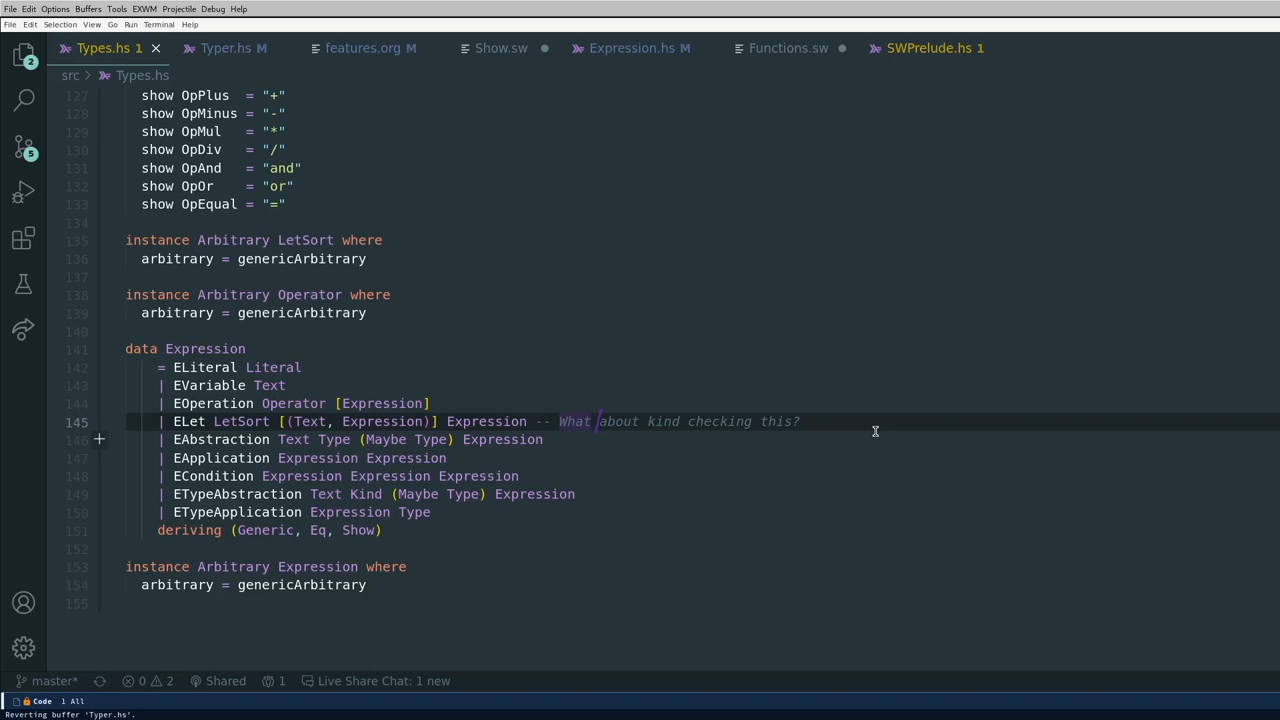 File Edit Options Buffers Tools EXWM Projectile Debug Help
File Edit Selection View Go Run Terminal Help
Types.hs 1 Typer.hs M features.org M Show.sw Expression.hs M Functions.sw SWPrelude.hs 1
src > Types.hs
2
5
127 show OpPlus = "+"
128 show OpMinus = "-"
129 show OpMul = "*"
130 show OpDiv = "/"
131 show OpAnd = "and"
132 show OpOr = "or"
133 show OpEqual = "="
134
135 instance Arbitrary LetSort where
136 arbitrary = genericArbitrary
137
138 instance Arbitrary Operator where
139 arbitrary = genericArbitrary
140
141 data Expression
142 = ELiteral Literal
143 | EVariable Text
144 | EOperation Operator [Expression]
145 | ELet LetSort [(Text, Expression)] Expression -- What about kind checking this?
146 | EAbstraction Text Type (Maybe Type) Expression
147 | EApplication Expression Expression
148 | ECondition Expression Expression Expression
149 | ETypeAbstraction Text Kind (Maybe Type) Expression
150 | ETypeApplication Expression Type
151 deriving (Generic, Eq, Show)
152
153 instance Arbitrary Expression where
154 arbitrary = genericArbitrary
155
master* 0 2 Shared 1 Live Share Chat: 1 new
Code 1 All
Reverting buffer 'Typer.hs'.